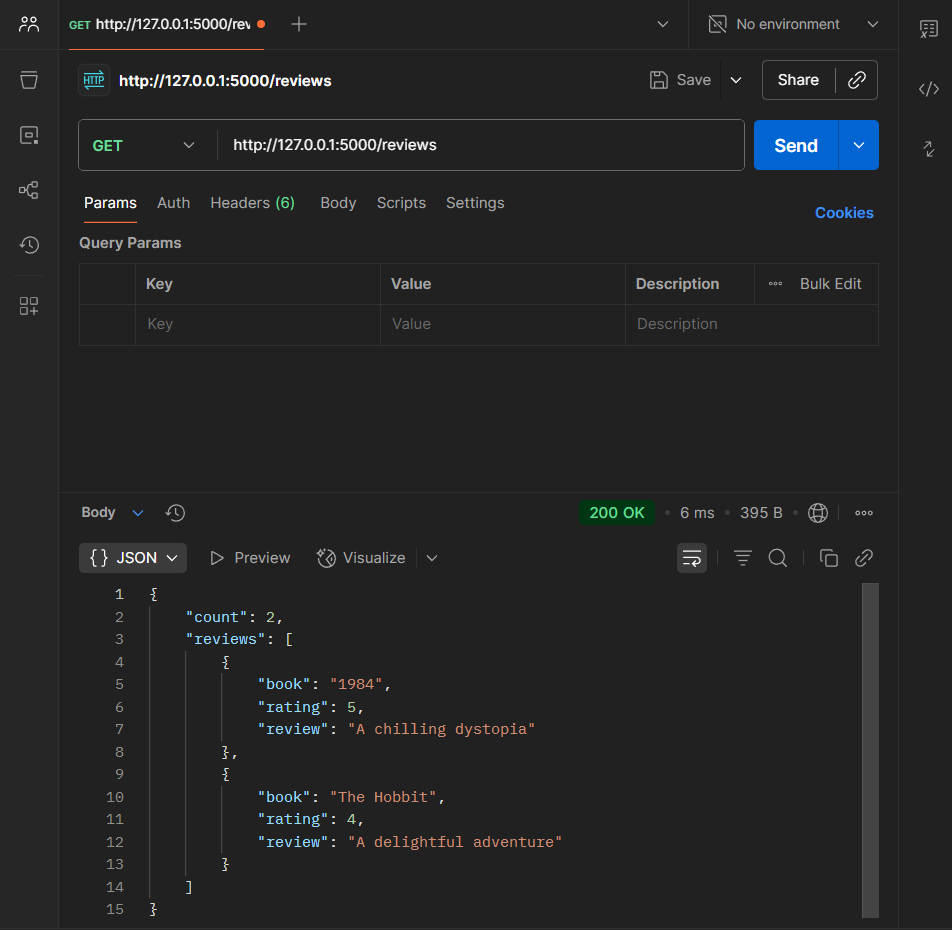 GET http://127.0.0.1:5000/rev
No environment
HTTP http://127.0.0.1:5000/reviews
Save
Share
GET
http://127.0.0.1:5000/reviews
Send
Params Auth Headers (6) Body Scripts Settings
Cookies
Query Params
Key Value Description Bulk Edit
Key Value Description
Body
200 OK • 6 ms • 395 B •
{} JSON Preview Visualize
1 {
2 "count": 2,
3 "reviews": [
4 {
5 "book": "1984",
6 "rating": 5,
7 "review": "A chilling dystopia"
8 },
9 {
10 "book": "The Hobbit",
11 "rating": 4,
12 "review": "A delightful adventure"
13 }
14 ]
15 }